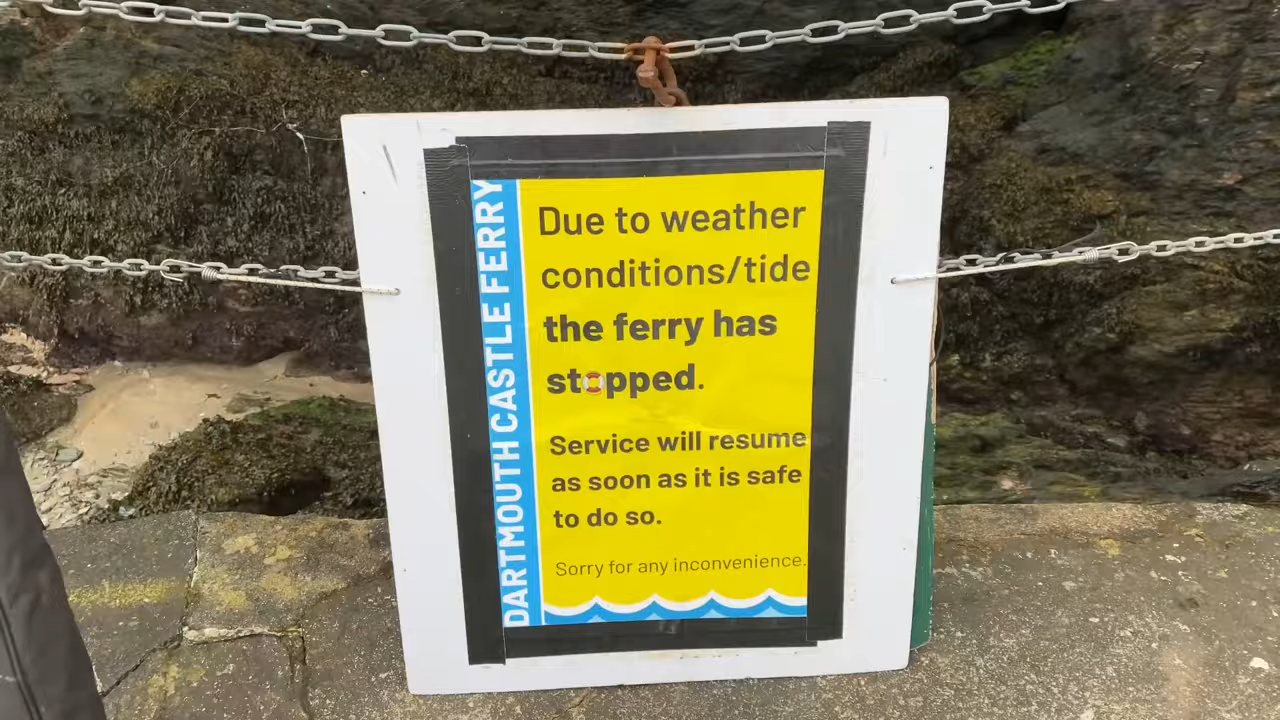 DARTMOUTH CASTLE FERRY
Due to weather
conditions/tide
the ferry has
stopped.
Service will resume
as soon as it is safe
to do so.
Sorry for any inconvenience.